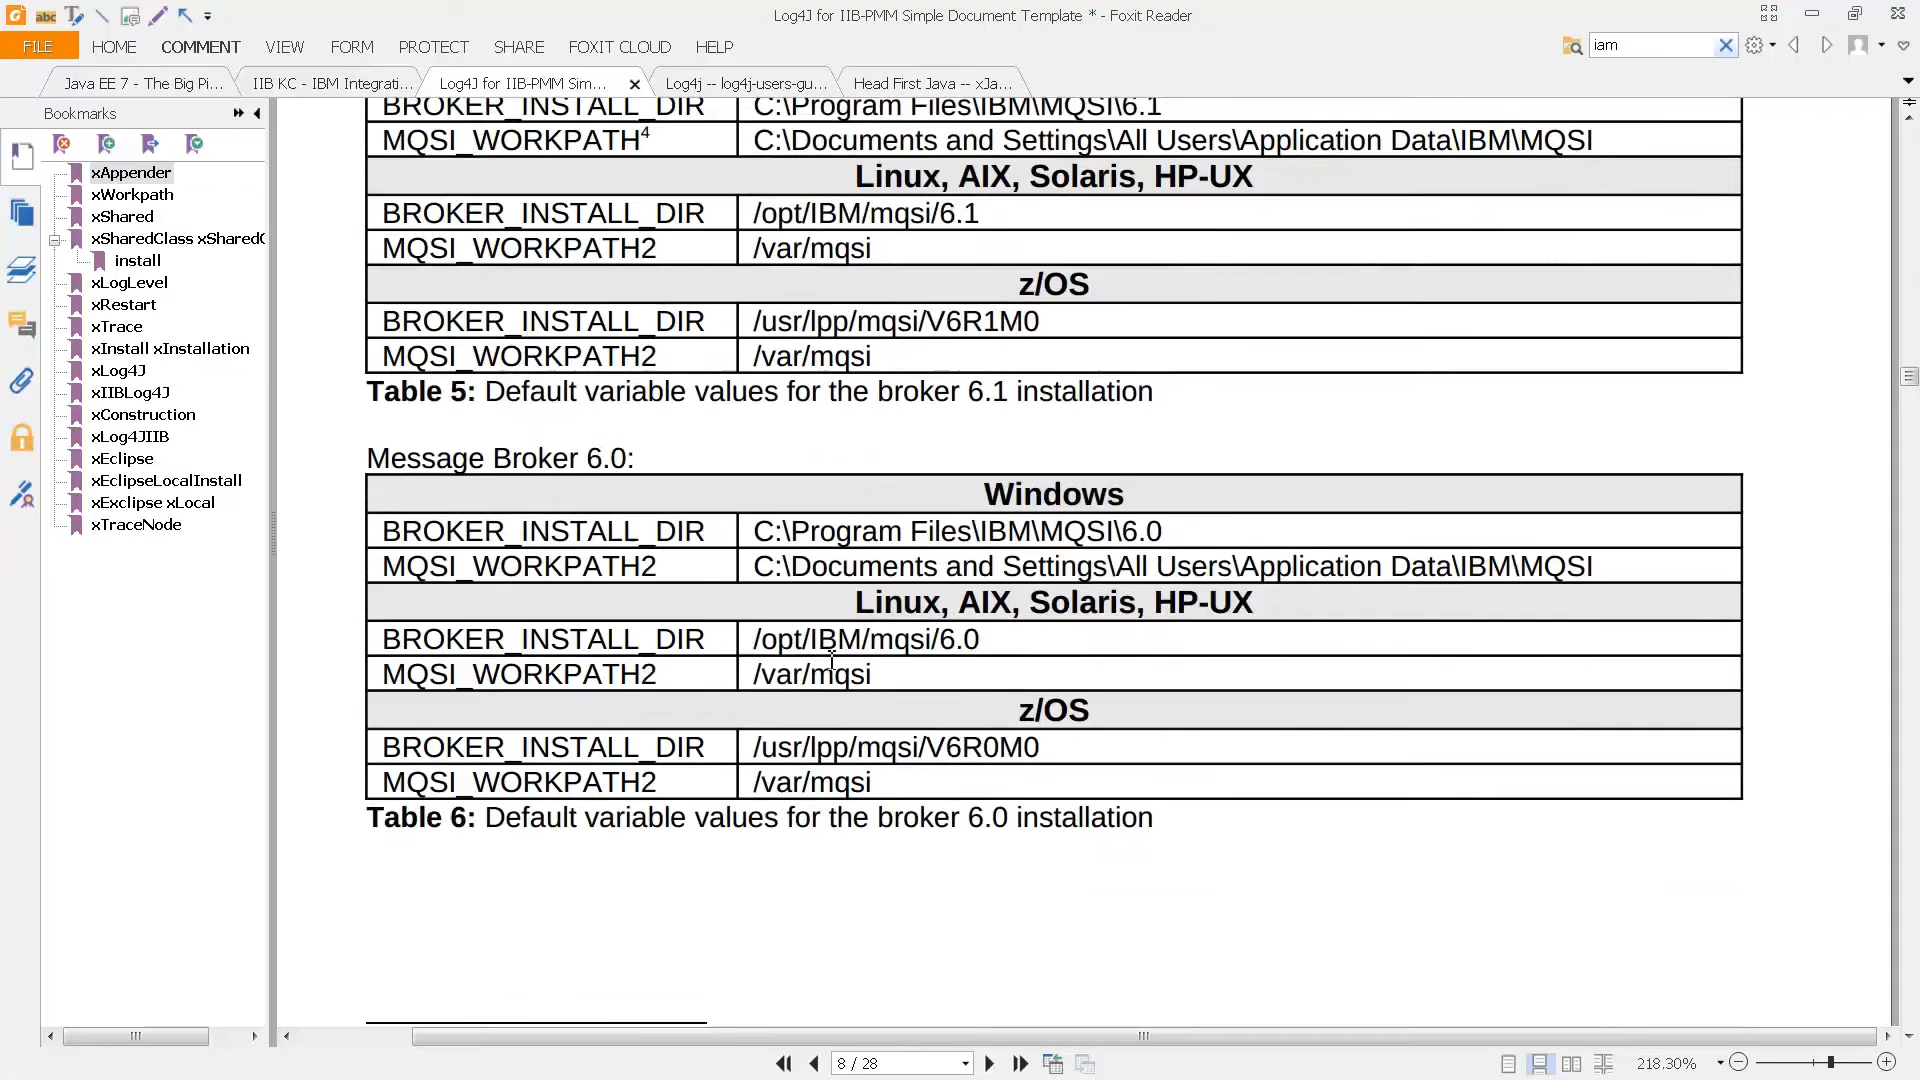 abc
Log4J for IIB-PMM Simple Document Template * - Foxit Reader
FILE HOME COMMENT VIEW FORM PROTECT SHARE FOXIT CLOUD HELP
iam
Java EE 7 - The Big Pi...
IIB KC - IBM Integrati...
Log4J for IIB-PMM Sim...
Log4j -- log4j-users-gu...
Head First Java -- xJa...
Bookmarks
xAppender
xWorkpath
xShared
xSharedClass xSharedC
install
xLogLevel
xRestart
xTrace
xInstall xInstallation
xLog4J
xIIBLog4J
xConstruction
xLog4JIIB
xEclipse
xEclipseLocalInstall
xExclipse xLocal
xTraceNode
BROKER_INSTALL_DIR C:\Program Files\IBM\MQSI\6.1
MQSI_WORKPATH4 C:\Documents and Settings\All Users\Application Data\IBM\MQSI
Linux, AIX, Solaris, HP-UX
BROKER_INSTALL_DIR /opt/IBM/mqsi/6.1
MQSI_WORKPATH2 /var/mqsi
z/OS
BROKER_INSTALL_DIR /usr/lpp/mqsi/V6R1M0
MQSI_WORKPATH2 /var/mqsi
Table 5: Default variable values for the broker 6.1 installation
Message Broker 6.0:
Windows
BROKER_INSTALL_DIR C:\Program Files\IBM\MQSI\6.0
MQSI_WORKPATH2 C:\Documents and Settings\All Users\Application Data\IBM\MQSI
Linux, AIX, Solaris, HP-UX
BROKER_INSTALL_DIR /opt/IBM/mqsi/6.0
MQSI_WORKPATH2 /var/mqsi
z/OS
BROKER_INSTALL_DIR /usr/lpp/mqsi/V6R0M0
MQSI_WORKPATH2 /var/mqsi
Table 6: Default variable values for the broker 6.0 installation
8 / 28
218.30%